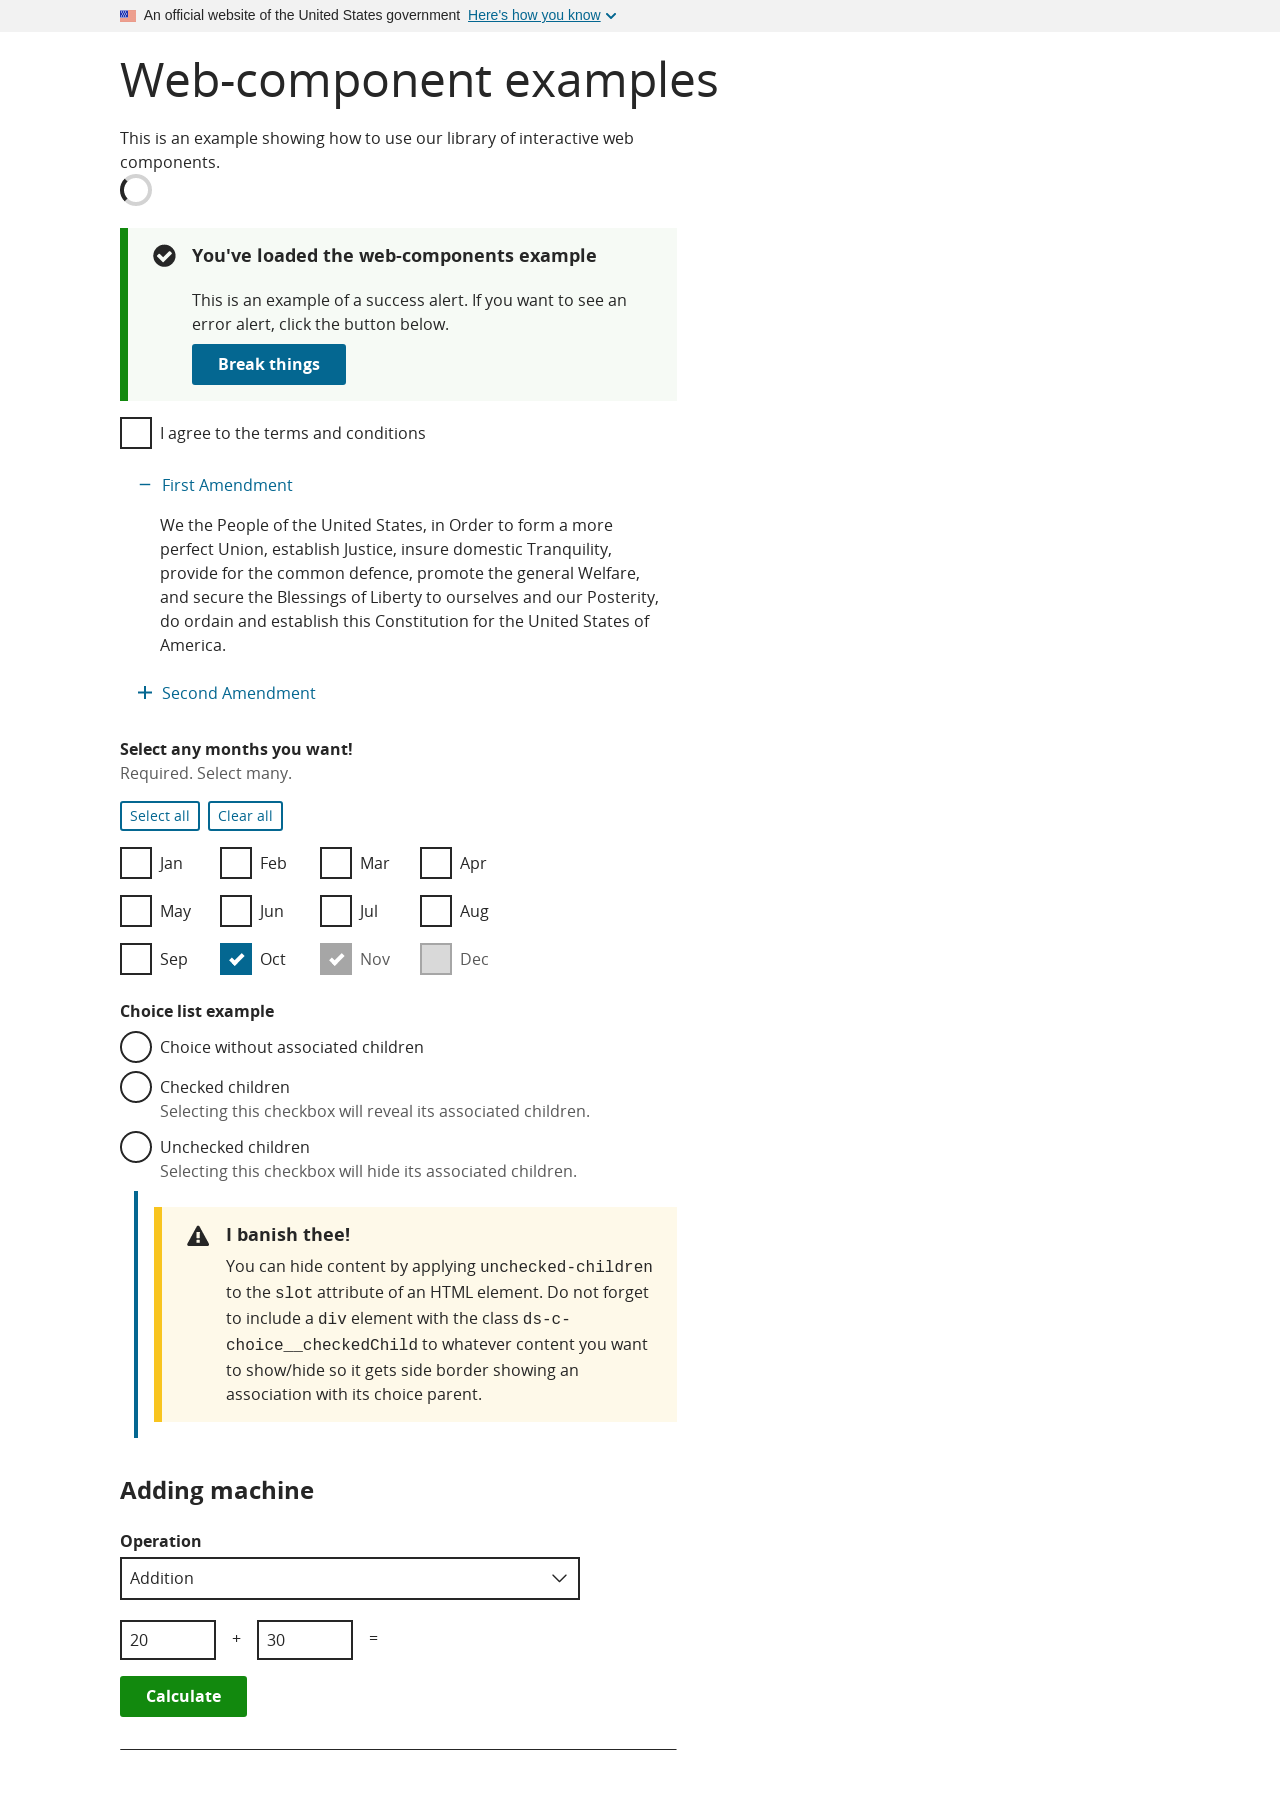 An official website of the United States government Here's how you know
Web-component examples
This is an example showing how to use our library of interactive web
components.
You've loaded the web-components example
This is an example of a success alert. If you want to see an
error alert, click the button below.
Break things
I agree to the terms and conditions
First Amendment
We the People of the United States, in Order to form a more
perfect Union, establish Justice, insure domestic Tranquility,
provide for the common defence, promote the general Welfare,
and secure the Blessings of Liberty to ourselves and our Posterity,
do ordain and establish this Constitution for the United States of
America.
Second Amendment
Select any months you want!
Required. Select many.
Select all Clear all
Jan Feb Mar Apr
May Jun Jul Aug
Sep Oct Nov Dec
Choice list example
Choice without associated children
Checked children
Selecting this checkbox will reveal its associated children.
Unchecked children
Selecting this checkbox will hide its associated children.
I banish thee!
You can hide content by applying unchecked-children
to the slot attribute of an HTML element. Do not forget
to include a div element with the class ds-c-
choice__checkedChild to whatever content you want
to show/hide so it gets side border showing an
association with its choice parent.
Adding machine
Operation
Addition
20 + 30 =
Calculate